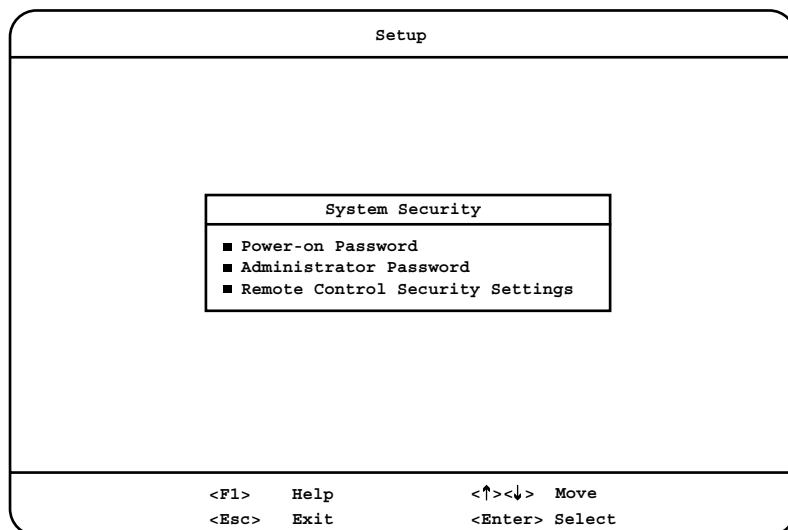 Setup
System Security
■ Power-on Password
■ Administrator Password
■ Remote Control Security Settings
<F1> Help <↑><↓> Move
<Esc> Exit <Enter> Select